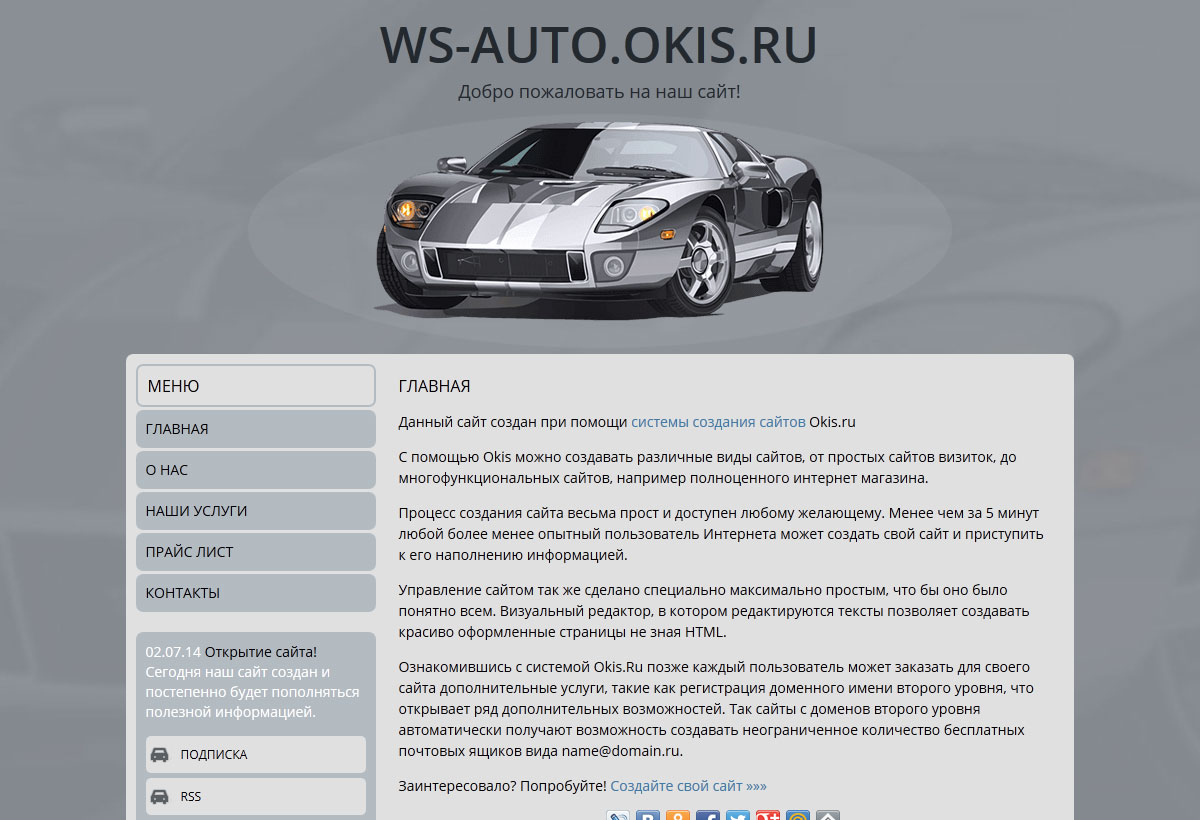 WS-AUTO.OKIS.RU
Добро пожаловать на наш сайт!
МЕНЮ
ГЛАВНАЯ
О НАС
НАШИ УСЛУГИ
ПРАЙС ЛИСТ
КОНТАКТЫ
02.07.14 Открытие сайта!
Сегодня наш сайт создан и
постепенно будет пополняться
полезной информацией.
ПОДПИСКА
RSS
ГЛАВНАЯ
Данный сайт создан при помощи системы создания сайтов Okis.ru
С помощью Okis можно создавать различные виды сайтов, от простых сайтов визиток, до
многофункциональных сайтов, например полноценного интернет магазина.
Процесс создания сайта весьма прост и доступен любому желающему. Менее чем за 5 минут
любой более менее опытный пользователь Интернета может создать свой сайт и приступить
к его наполнению информацией.
Управление сайтом так же сделано специально максимально простым, что бы оно было
понятно всем. Визуальный редактор, в котором редактируются тексты позволяет создавать
красиво оформленные страницы не зная HTML.
Ознакомившись с системой Okis.Ru позже каждый пользователь может заказать для своего
сайта дополнительные услуги, такие как регистрация доменного имени второго уровня, что
открывает ряд дополнительных возможностей. Так сайты с доменов второго уровня
автоматически получают возможность создавать неограниченное количество бесплатных
почтовых ящиков вида name@domain.ru.
Заинтересовало? Попробуйте! Создайте свой сайт »»»